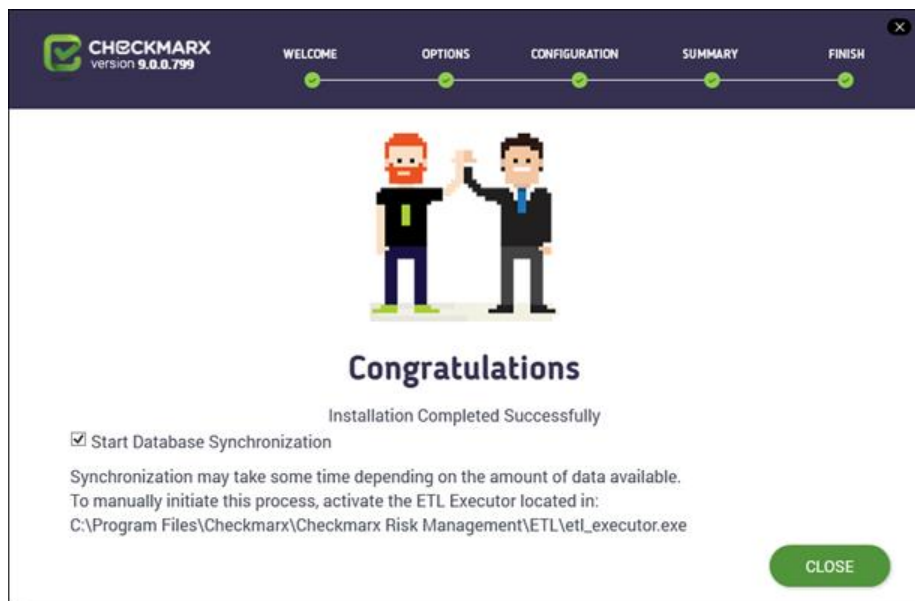 CHECKMARX
version 9.0.0.799
WELCOME
OPTIONS
CONFIGURATION
SUMMARY
FINISH
Congratulations
Installation Completed Successfully
Start Database Synchronization
Synchronization may take some time depending on the amount of data available.
To manually initiate this process, activate the ETL Executor located in:
C:\Program Files\Checkmarx\Checkmarx Risk Management\ETL\etl_executor.exe
CLOSE